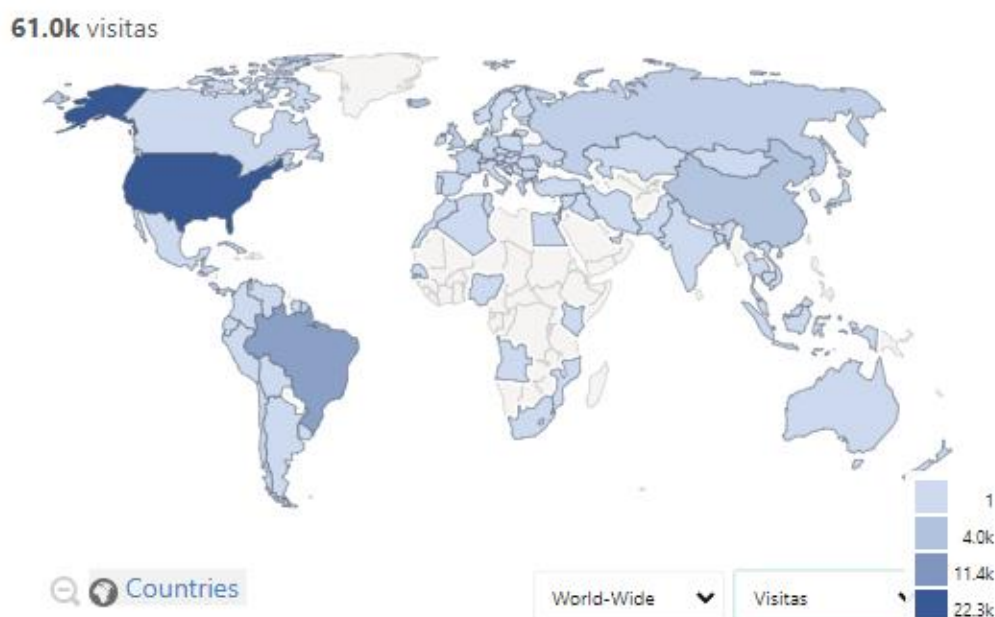 61.0k visitas
1
4.0k
11.4k
22.3k
Countries
World-Wide
Visitas